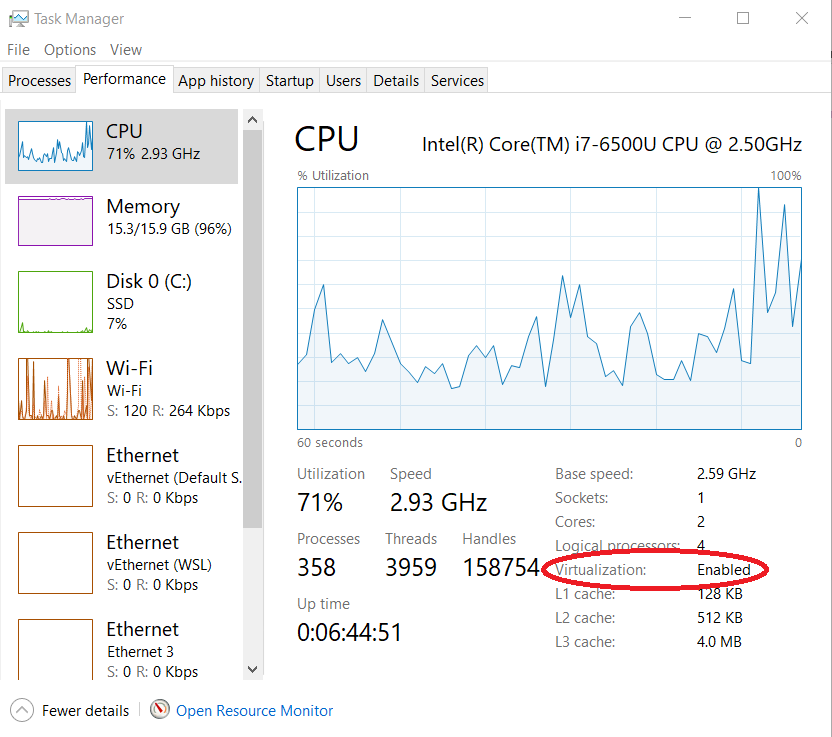 Task Manager
File Options View
Processes Performance App history Startup Users Details Services
CPU
71% 2.93 GHz
Memory
15.3/15.9 GB (96%)
Disk 0 (C:)
SSD
7%
Wi-Fi
Wi-Fi
S: 120 R: 264 Kbps
Ethernet
vEthernet (Default S.
S: 0 R: 0 Kbps
Ethernet
vEthernet (WSL)
S: 0 R: 0 Kbps
Ethernet
Ethernet 3
S: 0 R: 0 Kbps
CPU Intel(R) Core(TM) i7-6500U CPU @ 2.50GHz
% Utilization 100%
60 seconds 0
Utilization Speed
71% 2.93 GHz
Processes Threads Handles
358 3959 158754
Up time
0:06:44:51
Base speed: 2.59 GHz
Sockets: 1
Cores: 2
Logical processors: 4
Virtualization: Enabled
L1 cache: 128 KB
L2 cache: 512 KB
L3 cache: 4.0 MB
Fewer details Open Resource Monitor